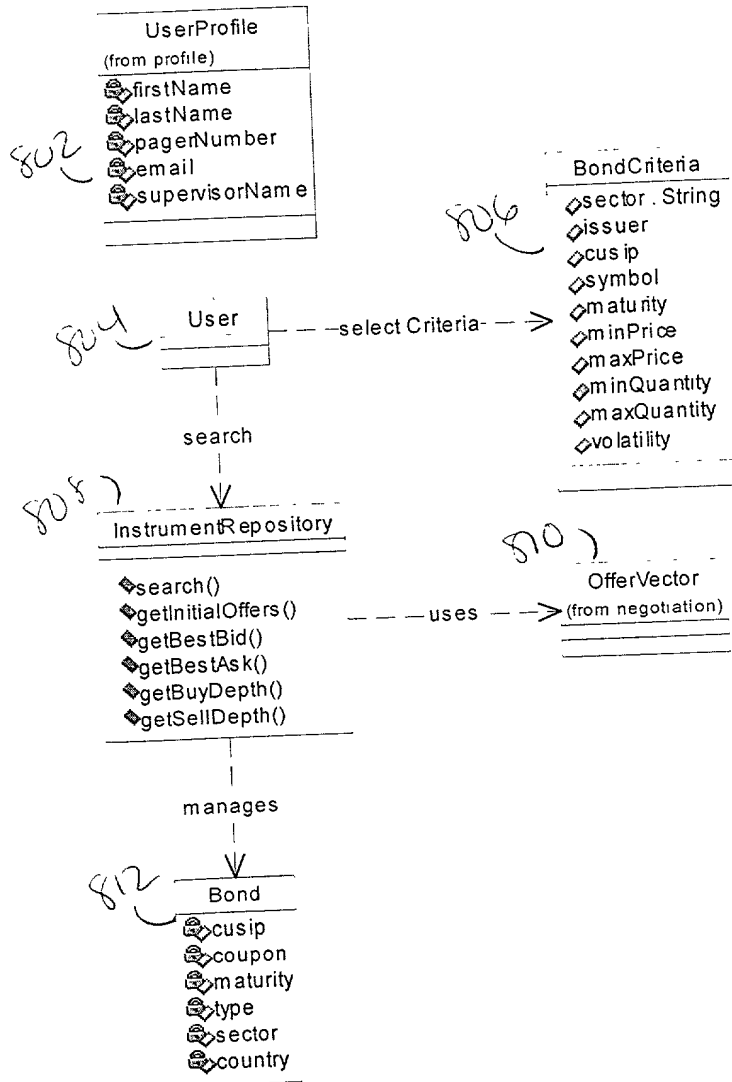 UserProfile
(from profile)
firstName
lastName
pagerNumber
email
supervisorName
802
BondCriteria
sector . String
issuer
cusip
symbol
maturity
minPrice
maxPrice
minQuantity
maxQuantity
volatility
806
User
804
select Criteria
search
808
InstrumentRepository
search()
getInitialOffers()
getBestBid()
getBestAsk()
getBuyDepth()
getSellDepth()
uses
810
OfferVector
(from negotiation)
manages
812
Bond
cusip
coupon
maturity
type
sector
country